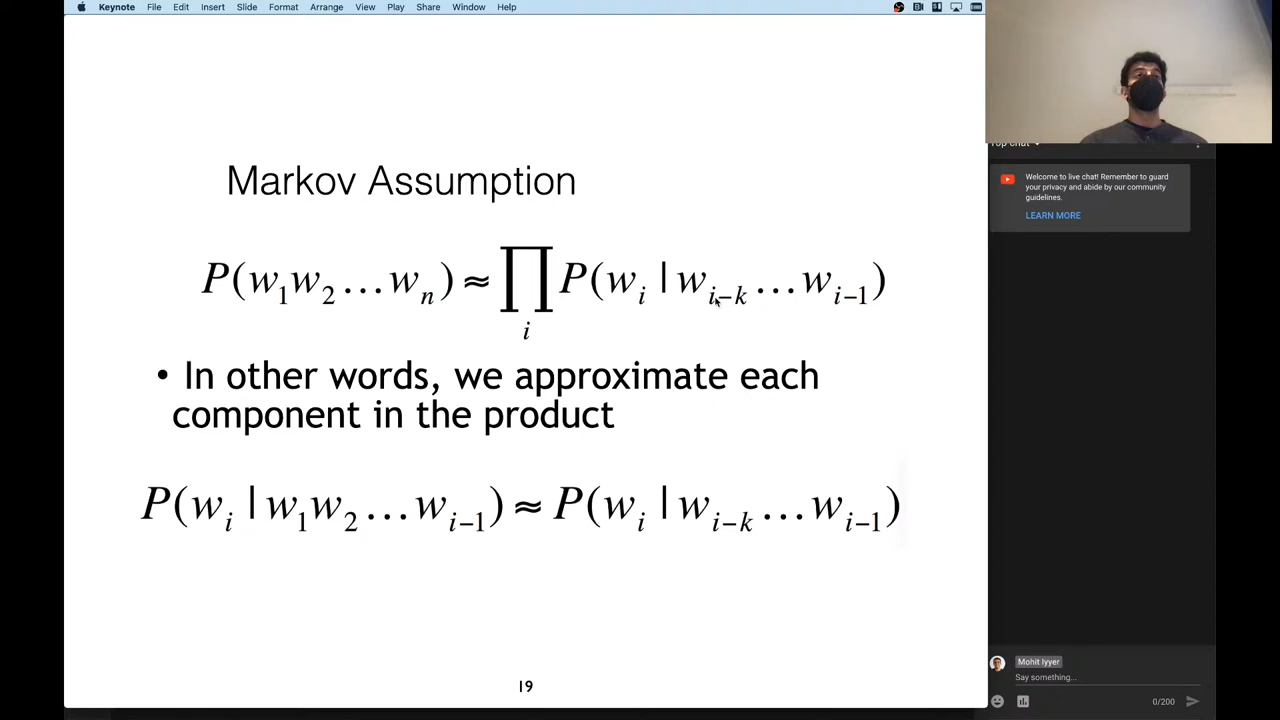 Keynote File Edit Insert Slide Format Arrange View Play Share Window Help
Markov Assumption
P(w₁w₂…wₙ) ≈ ∏ᵢ P(wᵢ | wᵢ₋ₖ…wᵢ₋₁)
• In other words, we approximate each
component in the product
P(wᵢ | w₁w₂…wᵢ₋₁) ≈ P(wᵢ | wᵢ₋ₖ…wᵢ₋₁)
19
Top chat
Welcome to live chat! Remember to guard
your privacy and abide by our community
guidelines.
LEARN MORE
Mohit Iyyer
Say something...
0/200